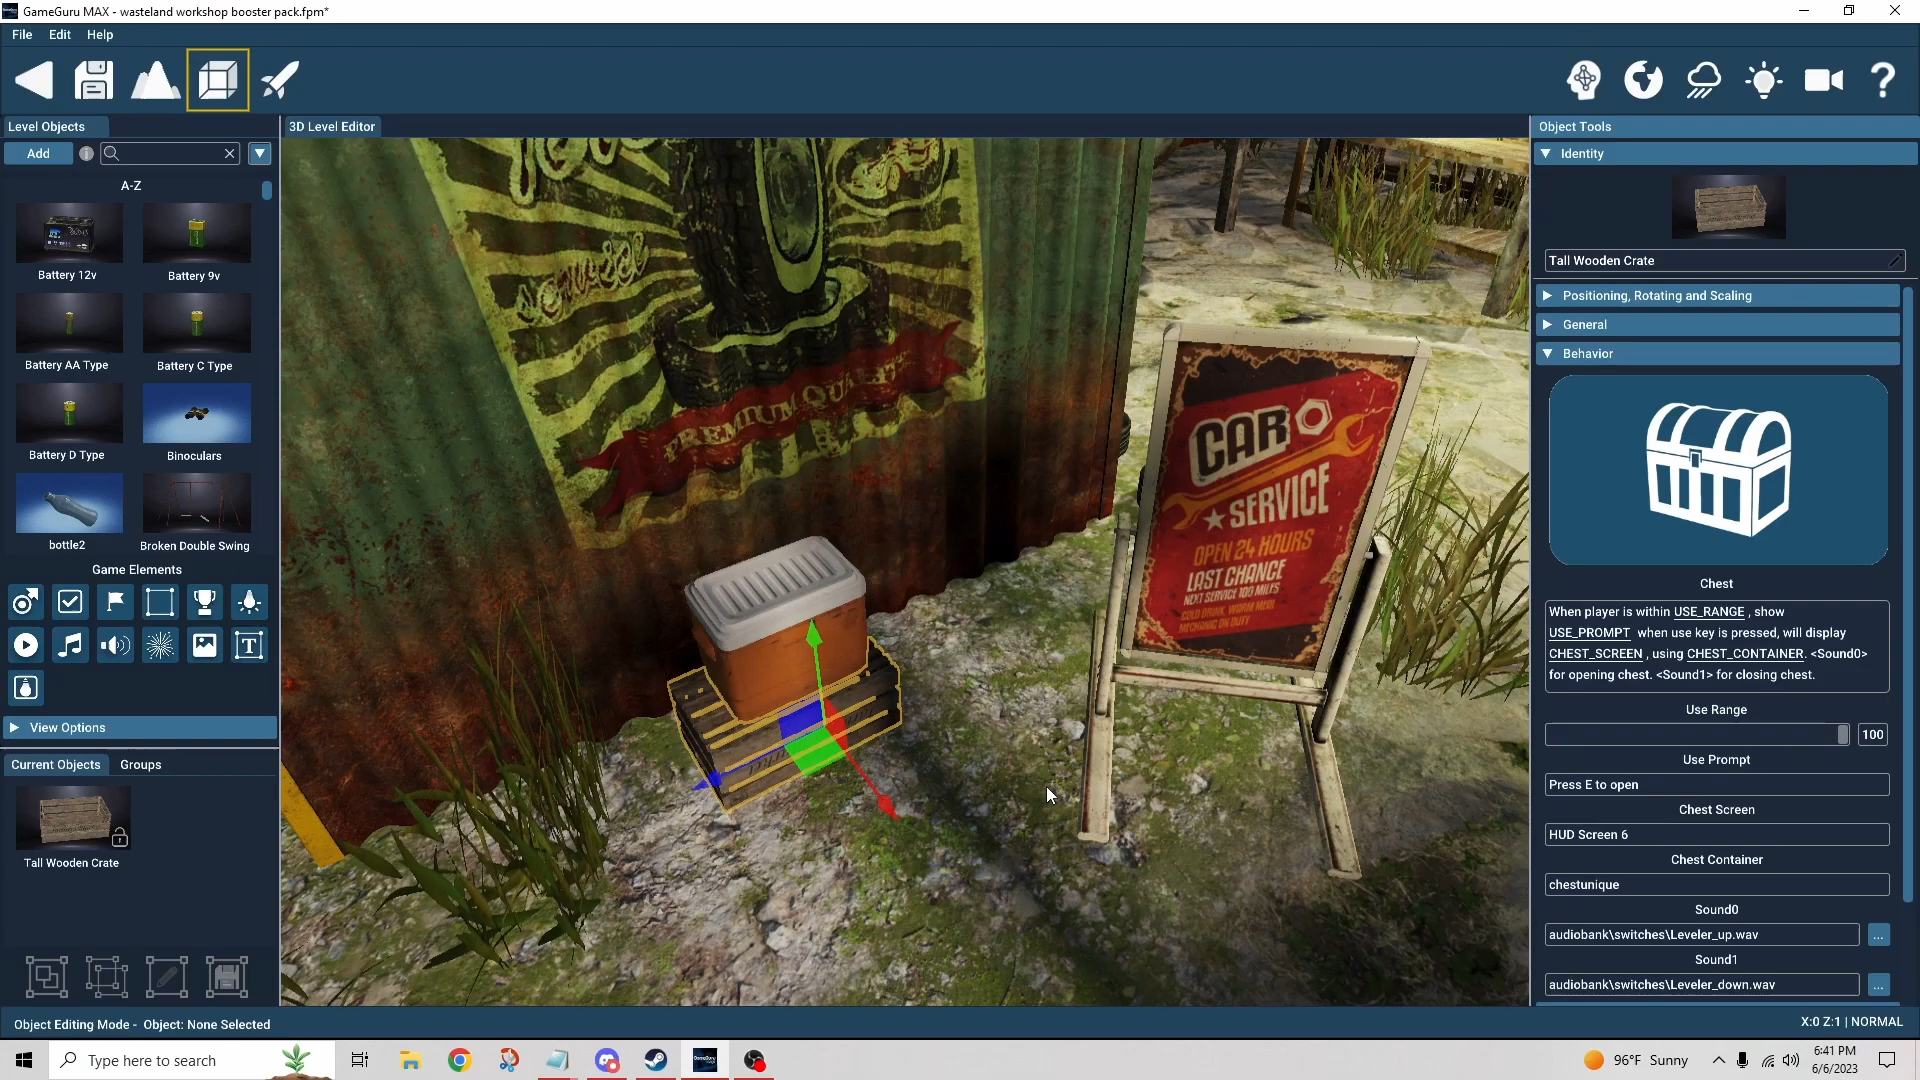 GameGuru MAX - wasteland workshop booster pack.fpm*
File Edit Help
Level Objects
Add
A-Z
Battery 12v
Battery 9v
Battery AA Type
Battery C Type
Battery D Type
Binoculars
bottle2
Broken Double Swing
Game Elements
View Options
Current Objects Groups
Tall Wooden Crate
3D Level Editor
PREMIUM QUALITY
CAR
SERVICE
OPEN 24 HOURS
LAST CHANCE
NEXT SERVICE 100 MILES
COLD DRINK, WORM MEAL
MECHANIC ON DUTY
Object Tools
Identity
Tall Wooden Crate
Positioning, Rotating and Scaling
General
Behavior
Chest
When player is within USE_RANGE , show
USE_PROMPT when use key is pressed, will display
CHEST_SCREEN , using CHEST_CONTAINER. <Sound0>
for opening chest. <Sound1> for closing chest.
Use Range
100
Use Prompt
Press E to open
Chest Screen
HUD Screen 6
Chest Container
chestunique
Sound0
audiobank\switches\Leveler_up.wav
...
Sound1
audiobank\switches\Leveler_down.wav
...
Object Editing Mode - Object: None Selected
X:0 Z:1 | NORMAL
Type here to search
96°F Sunny
6:41 PM
6/6/2023